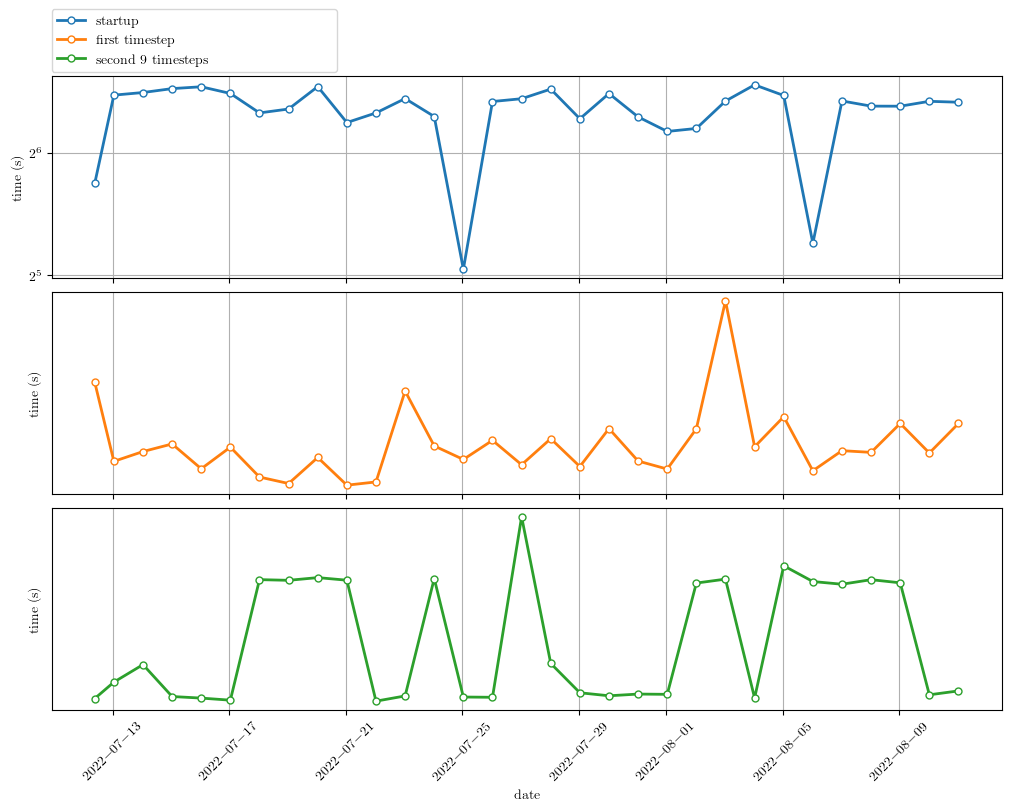 startup
first timestep
second 9 timesteps
time (s)
2^6
2^5
time (s)
time (s)
2022−07−13
2022−07−17
2022−07−21
2022−07−25
2022−07−29
2022−08−01
2022−08−05
2022−08−09
date